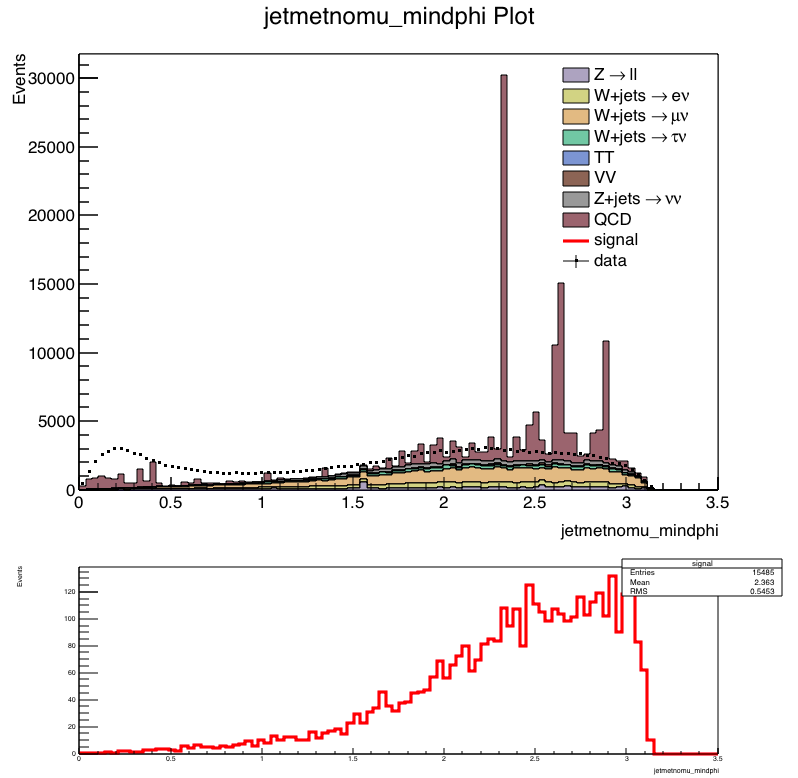 jetmetnomu_mindphi Plot
Events
30000
25000
20000
15000
10000
5000
0
Z → ll
W+jets → eν
W+jets → μν
W+jets → τν
TT
VV
Z+jets → νν
QCD
signal
data
0 0.5 1 1.5 2 2.5 3 3.5
jetmetnomu_mindphi
Events
signal
Entries 15485
Mean 2.363
RMS 0.5453
120
100
80
60
40
20
0
0 0.5 1 1.5 2 2.5 3 3.5
jetmetnomu_mindphi